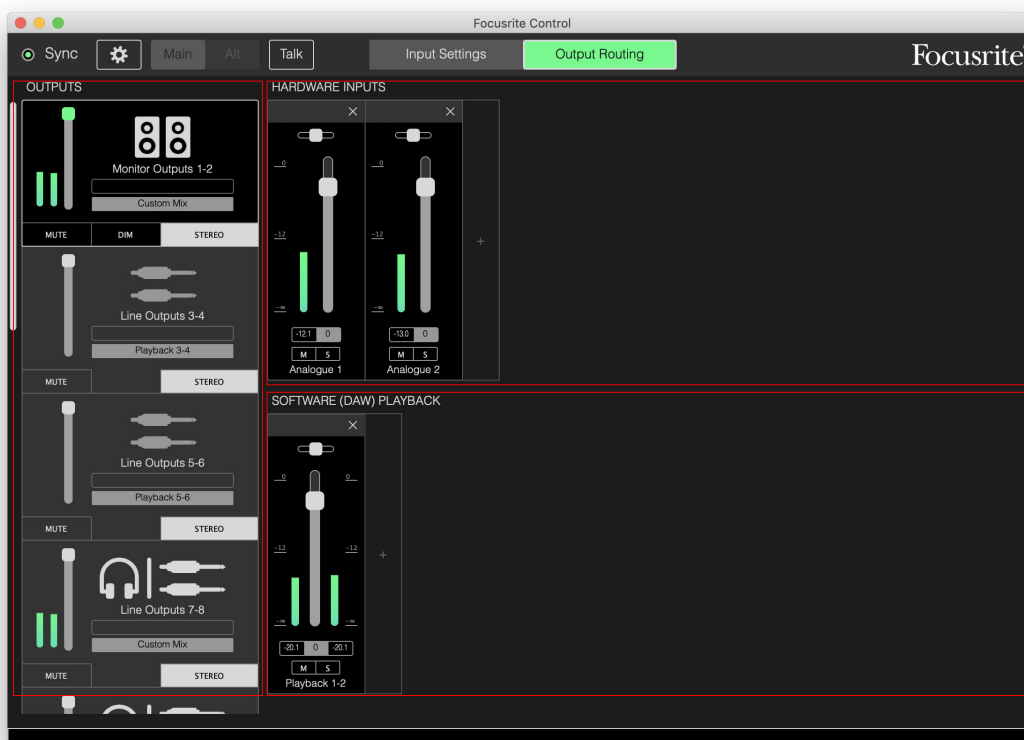 Focusrite Control
Sync
Main
Alt
Talk
Input Settings
Output Routing
Focusrite
OUTPUTS
Monitor Outputs 1-2
Custom Mix
MUTE
DIM
STEREO
Line Outputs 3-4
Playback 3-4
MUTE
STEREO
Line Outputs 5-6
Playback 5-6
MUTE
STEREO
Line Outputs 7-8
Custom Mix
MUTE
STEREO
HARDWARE INPUTS
0
-12
-∞
-12.1
0
M
S
Analogue 1
0
-12
-∞
-13.0
0
M
S
Analogue 2
+
SOFTWARE (DAW) PLAYBACK
0
0
-12
-12
-∞
-∞
-20.1
0
-20.1
M
S
Playback 1-2
+